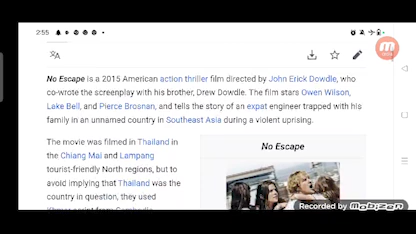 2:55
No Escape is a 2015 American action thriller film directed by John Erick Dowdle, who
co-wrote the screenplay with his brother, Drew Dowdle. The film stars Owen Wilson,
Lake Bell, and Pierce Brosnan, and tells the story of an expat engineer trapped with his
family in an unnamed country in Southeast Asia during a violent uprising.
The movie was filmed in Thailand in
the Chiang Mai and Lampang
tourist-friendly North regions, but to
avoid implying that Thailand was the
country in question, they used
Khmer script from Cambodia
No Escape
Recorded by mobizen